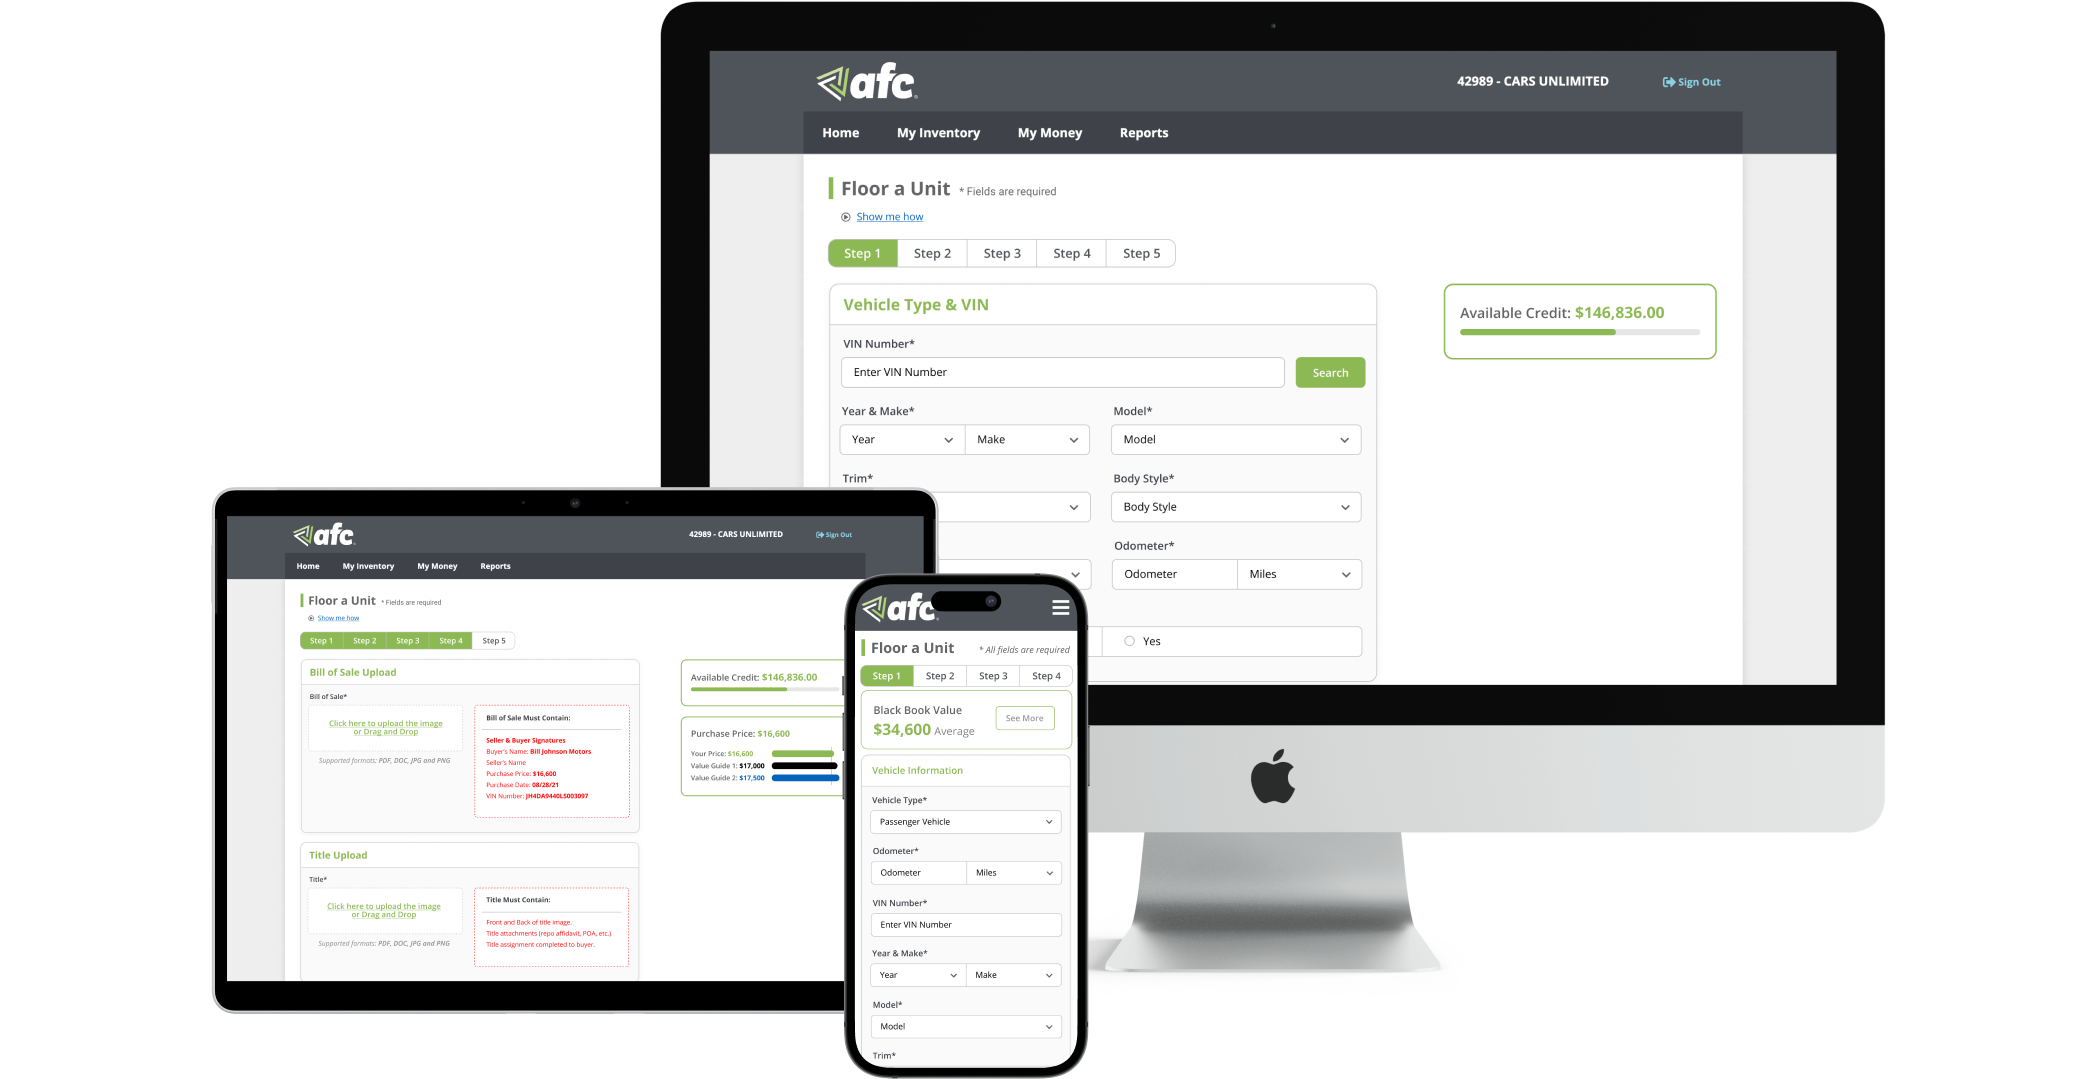 afc
42989 - CARS UNLIMITED
Sign Out
Home My Inventory My Money Reports
Floor a Unit * Fields are required
Show me how
Step 1 Step 2 Step 3 Step 4 Step 5
Vehicle Type & VIN
VIN Number*
Enter VIN Number Search
Year & Make* Model*
Year Make Model
Trim* Body Style*
Body Style
Odometer*
Odometer Miles
Yes
Available Credit: $146,836.00
afc
42989 - CARS UNLIMITED
Sign Out
Home My Inventory My Money Reports
Floor a Unit * Fields are required
Show me how
Step 1 Step 2 Step 3 Step 4 Step 5
Bill of Sale Upload
Bill of Sale*
Click here to upload the image
or Drag and Drop
Supported formats: PDF, DOC, JPG and PNG
Bill of Sale Must Contain:
Seller & Buyer Signatures
Buyer's Name: Bill Johnson Motors
Seller's Name
Purchase Price: $16,600
Purchase Date: 08/28/21
VIN Number: JH4DA9440LS003097
Title Upload
Title*
Click here to upload the image
or Drag and Drop
Supported formats: PDF, DOC, JPG and PNG
Title Must Contain:
Front and Back of title image.
Title attachments (repo affidavit, POA, etc.)
Title assignment completed to buyer.
Available Credit: $146,836.00
Purchase Price: $16,600
Your Price: $16,600
Value Guide 1: $17,000
Value Guide 2: $17,500
afc
Floor a Unit * All fields are required
Step 1 Step 2 Step 3 Step 4
Black Book Value
$34,600 Average
See More
Vehicle Information
Vehicle Type*
Passenger Vehicle
Odometer*
Odometer Miles
VIN Number*
Enter VIN Number
Year & Make*
Year Make
Model*
Model
Trim*